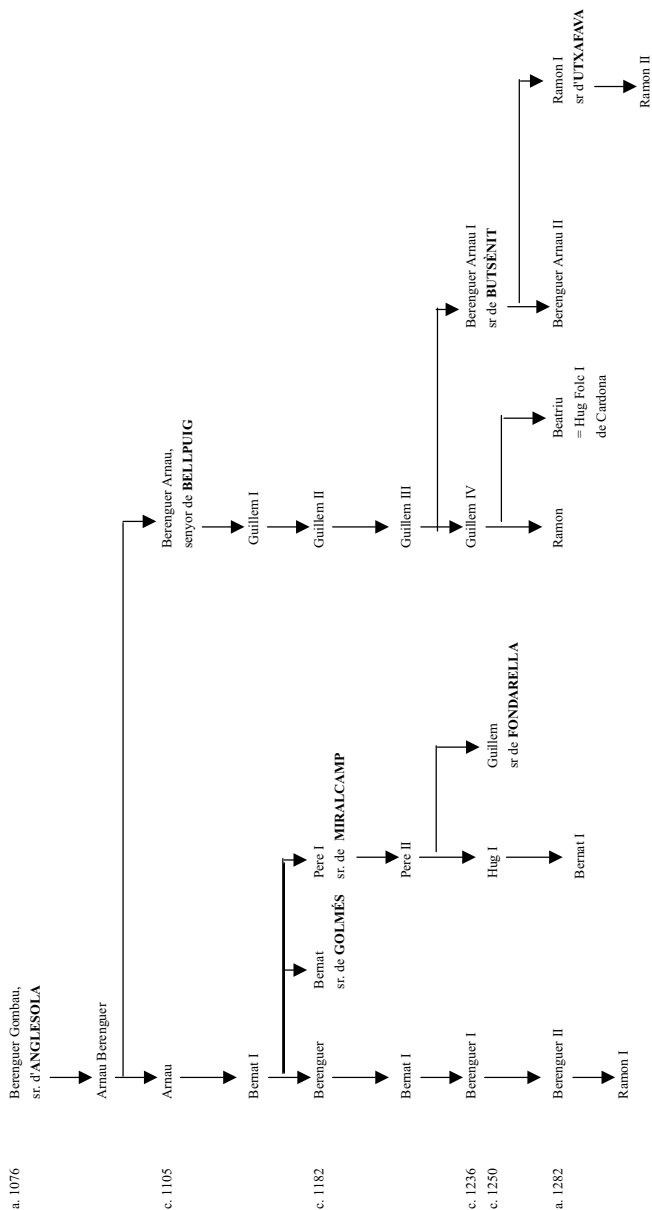 a. 1076
Berenguer Gombau,
sr. d'ANGLESOLA
Arnau Berenguer
c. 1105
Arnau
Berenguer Arnau,
senyor de BELLPUIG
Bernat I
Guillem I
c. 1182
Berenguer
Bernat
sr. de GOLMÉS
Pere I
sr. de MIRALCAMP
Guillem II
Bernat I
Pere II
Guillem III
c. 1236
c. 1250
Berenguer I
Hug I
Guillem
sr de FONDARELLA
Guillem IV
Berenguer Arnau I
sr de BUTSÈNIT
a. 1282
Berenguer II
Bernat I
Ramon
Beatriu
= Hug Folc I
de Cardona
Berenguer Arnau II
Ramon I
sr d'UTXAFAVA
Ramon I
Ramon II